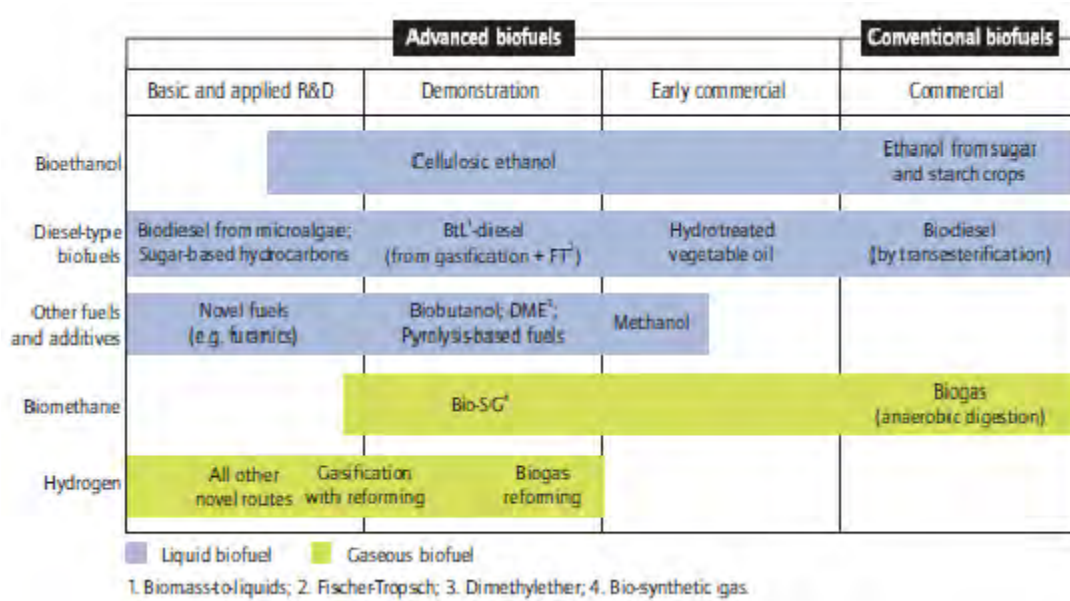 Advanced biofuels Conventional biofuels
Basic and applied R&D Demonstration Early commercial Commercial
Bioethanol
Cellulosic ethanol
Ethanol from sugar
and starch crops
Diesel-type
biofuels
Biodiesel from microalgae;
Sugar-based hydrocarbons
BtL¹-diesel
(from gasification + FT²)
Hydrotreated
vegetable oil
Biodiesel
(by transesterification)
Other fuels
and additives
Novel fuels
(e.g. furanics)
Biobutanol; DME³;
Pyrolysis-based fuels
Methanol
Biomethane
Bio-SG⁴
Biogas
(anaerobic digestion)
Hydrogen
All other
novel routes
Gasification
with reforming
Biogas
reforming
Liquid biofuel Gaseous biofuel
1. Biomass-to-liquids; 2. Fischer-Tropsch; 3. Dimethylether; 4. Bio-synthetic gas